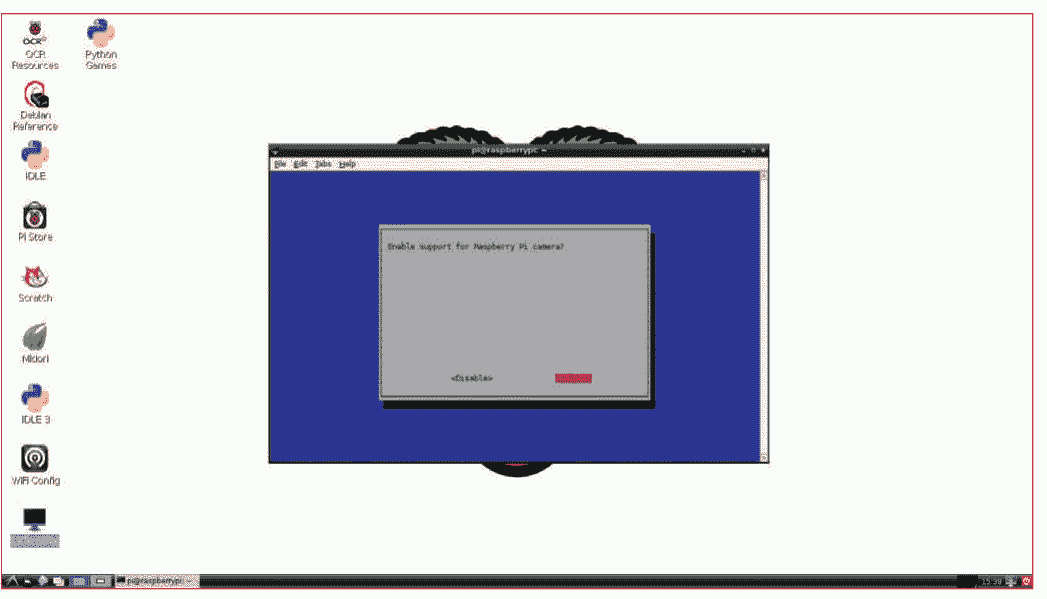 OCR
OCR
Resources
Python
Games
Debian
Reference
IDLE
Pi Store
Scratch
Midori
IDLE 3
WiFi Config
pi@raspberrypi: ~
File Edit Tabs Help
Enable support for Raspberry Pi camera?
<Disable>
pi@raspberrypi: ~
15:38